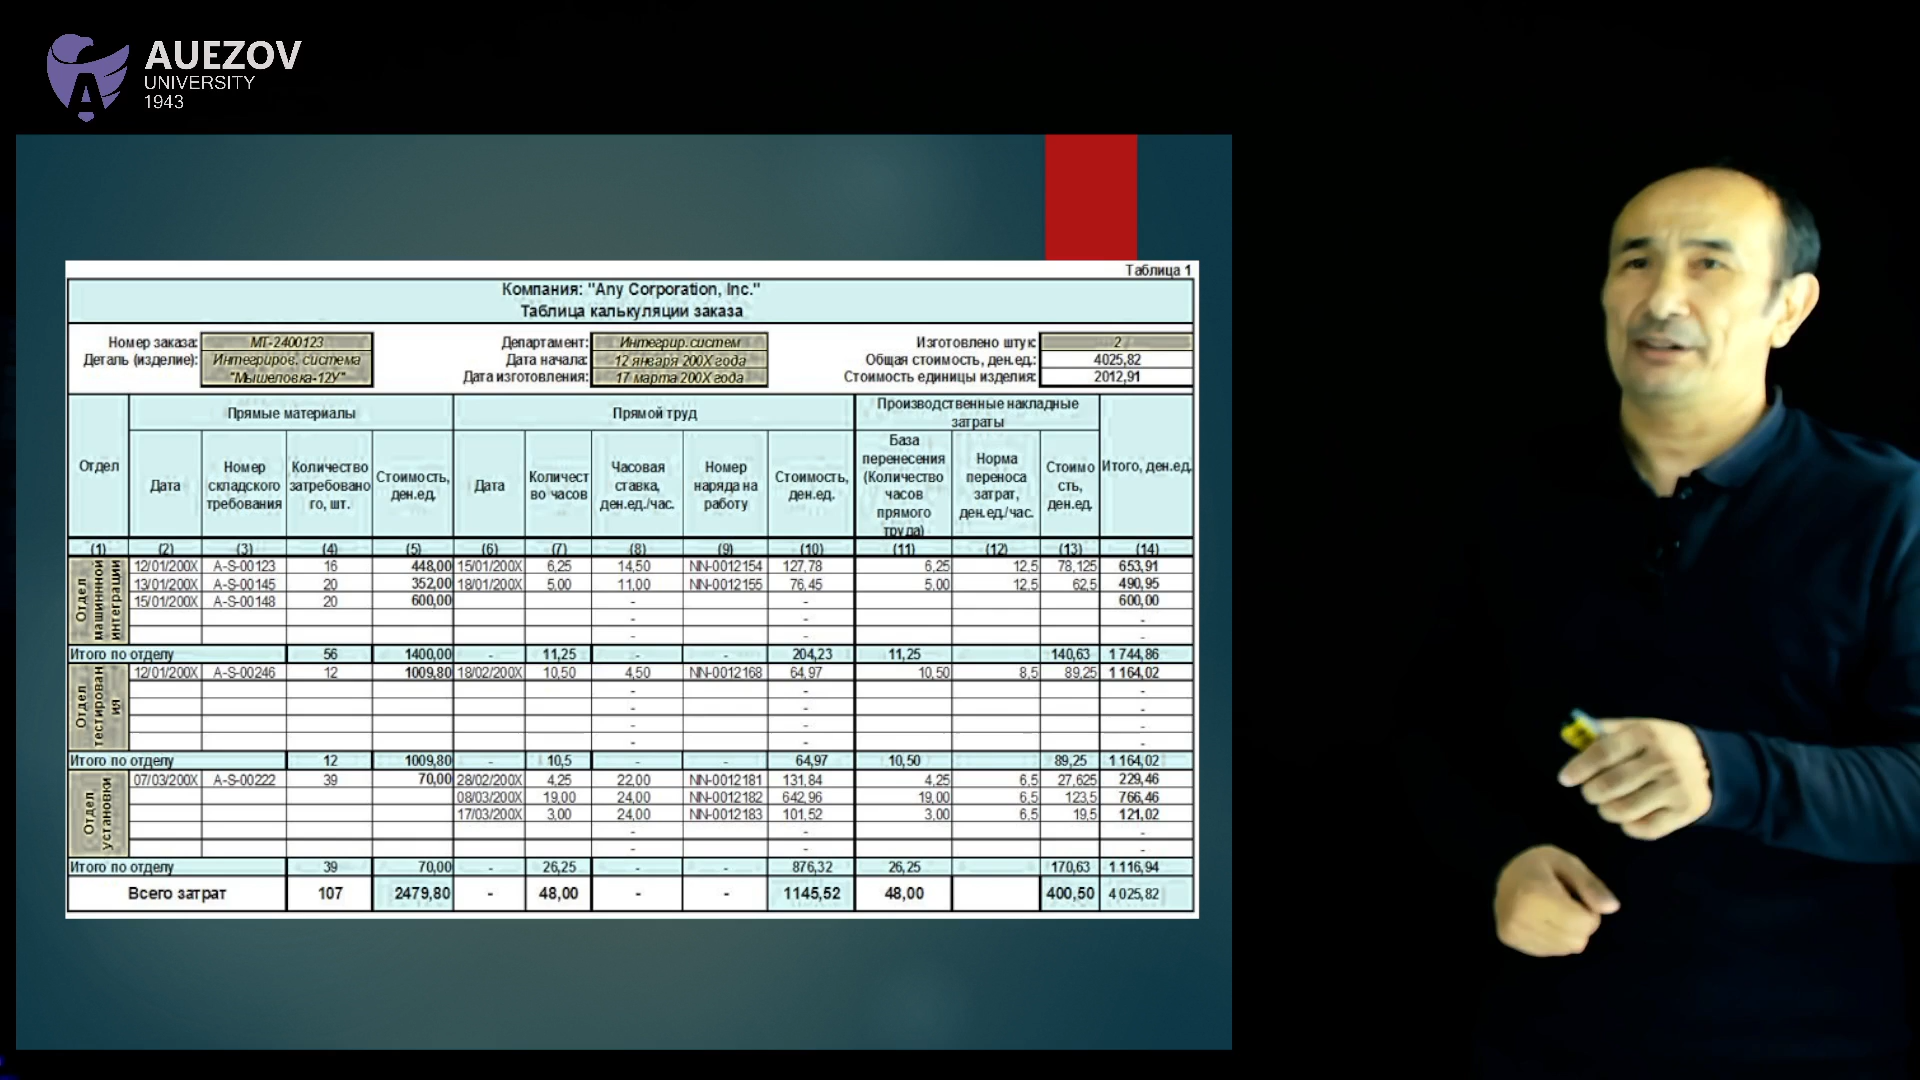 AUEZOV
UNIVERSITY
1943
Таблица 1
Компания: "Any Corporation, Inc."
Таблица калькуляции заказа
Номер заказа: МТ-2400123 Департамент: Интегрир.систем Изготовлено штук: 2
Деталь (изделие): Интегриров. система Дата начала: 12 января 200Х года Общая стоимость, ден.ед.: 4025,82
"Мышеловка-12У" Дата изготовления: 17 марта 200Х года Стоимость единицы изделия: 2012,91
Отдел
Прямые материалы
Прямой труд
Производственные накладные
затраты
Итого, ден.ед.
Дата
Номер
складского
требования
Количество
затребовано
го, шт.
Стоимость,
ден.ед.
Дата
Количест
во часов
Часовая
ставка,
ден.ед./час.
Номер
наряда на
работу
Стоимость,
ден.ед.
База
перенесения
(Количество
часов
прямого
труда)
Норма
переноса
затрат,
ден.ед./час.
Стоимо
сть,
ден.ед.
(1) (2) (3) (4) (5) (6) (7) (8) (9) (10) (11) (12) (13) (14)
Отдел
машинной
интеграции
12/01/200X A-S-00123 16 448,00 15/01/200X 6,25 14,50 NN-0012154 127,78 6,25 12,5 78,125 653,91
13/01/200X A-S-00145 20 352,00 18/01/200X 5,00 11,00 NN-0012155 76,45 5,00 12,5 62,5 490,95
15/01/200X A-S-00148 20 600,00 - - 600,00
- - -
- - -
Итого по отделу 56 1400,00 - 11,25 - - 204,23 11,25 140,63 1 744,86
Отдел
тестирован
ия
12/01/200X A-S-00246 12 1009,80 18/02/200X 10,50 4,50 NN-0012168 64,97 10,50 8,5 89,25 1 164,02
- - -
- - -
- - -
- - -
Итого по отделу 12 1009,80 - 10,5 - - 64,97 10,50 89,25 1 164,02
Отдел
установки
07/03/200X A-S-00222 39 70,00 28/02/200X 4,25 22,00 NN-0012181 131,84 4,25 6,5 27,625 229,46
08/03/200X 19,00 24,00 NN-0012182 642,96 19,00 6,5 123,5 766,46
17/03/200X 3,00 24,00 NN-0012183 101,52 3,00 6,5 19,5 121,02
- - -
- - -
Итого по отделу 39 70,00 - 26,25 - - 876,32 26,25 170,63 1 116,94
Всего затрат 107 2479,80 - 48,00 - - 1145,52 48,00 400,50 4 025,82